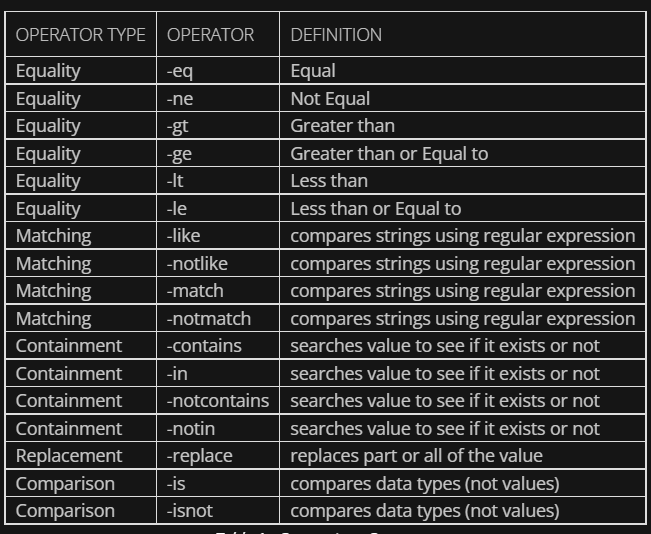 OPERATOR TYPE OPERATOR DEFINITION
Equality -eq Equal
Equality -ne Not Equal
Equality -gt Greater than
Equality -ge Greater than or Equal to
Equality -lt Less than
Equality -le Less than or Equal to
Matching -like compares strings using regular expression
Matching -notlike compares strings using regular expression
Matching -match compares strings using regular expression
Matching -notmatch compares strings using regular expression
Containment -contains searches value to see if it exists or not
Containment -in searches value to see if it exists or not
Containment -notcontains searches value to see if it exists or not
Containment -notin searches value to see if it exists or not
Replacement -replace replaces part or all of the value
Comparison -is compares data types (not values)
Comparison -isnot compares data types (not values)